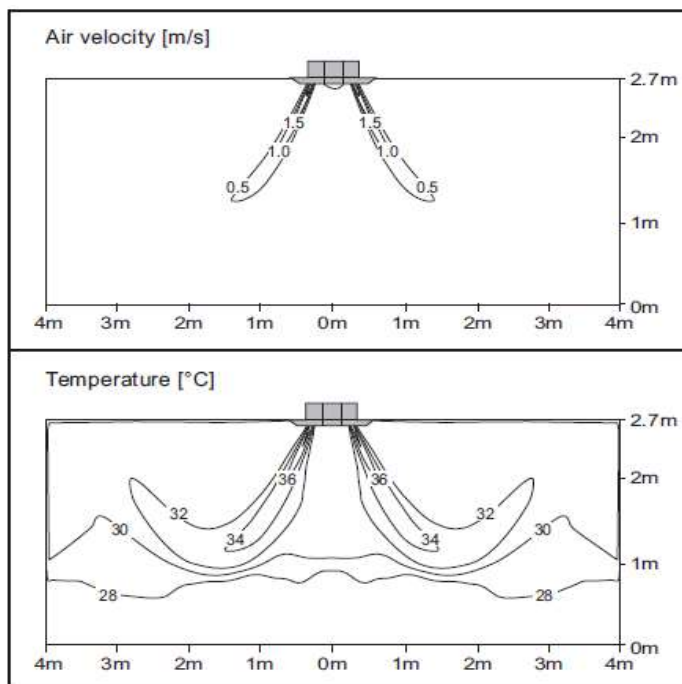 Air velocity [m/s]
2.7m
1.5 1.5
2m
1.0 1.0
0.5 0.5
1m
0m
4m 3m 2m 1m 0m 1m 2m 3m 4m
Temperature [°C]
2.7m
36 36
2m
32 32
30 30
34 34
1m
28 28
0m
4m 3m 2m 1m 0m 1m 2m 3m 4m